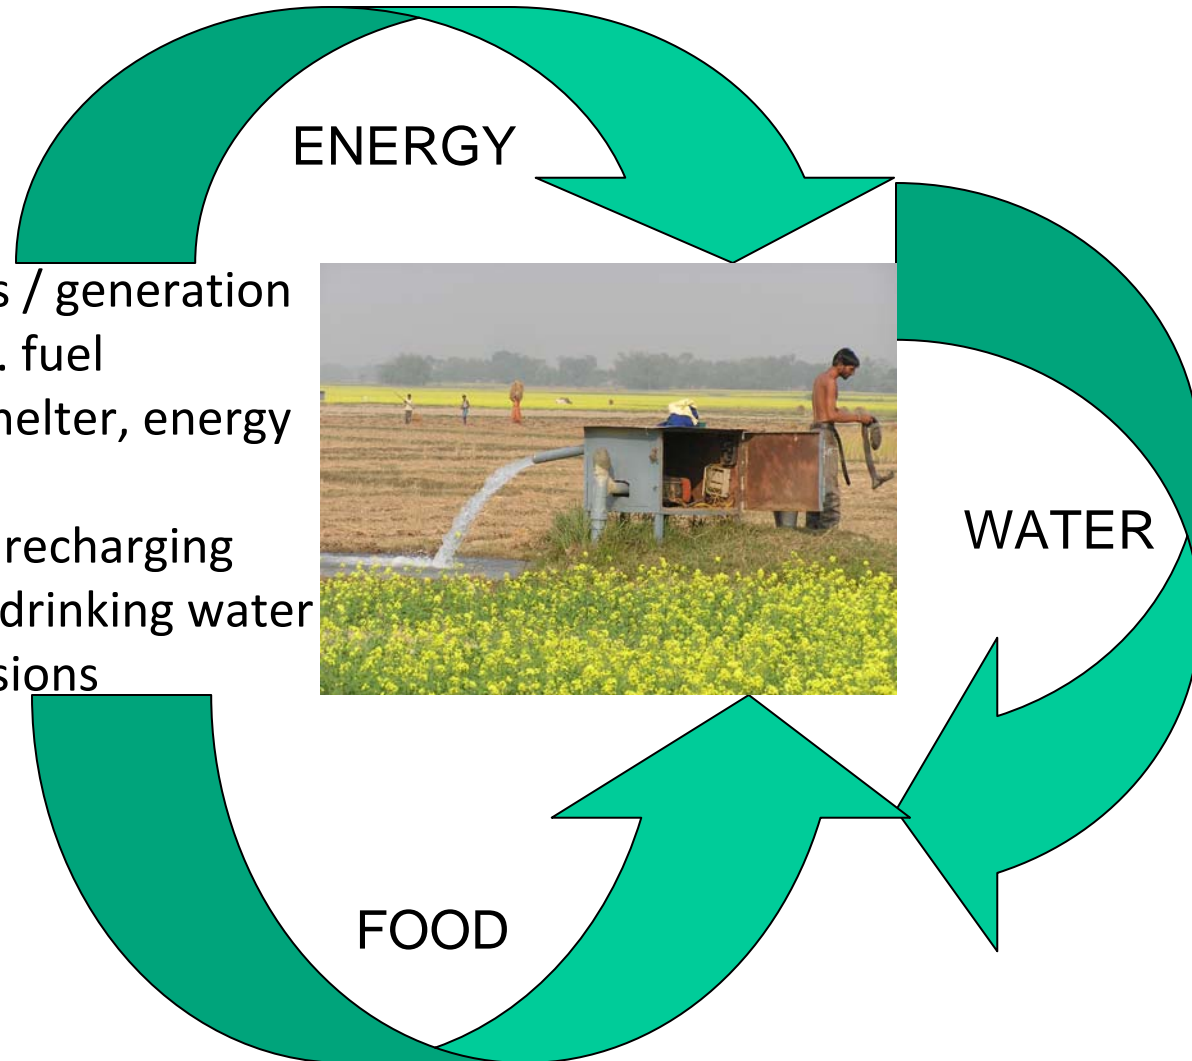 ENERGY
s / generation
. fuel
helter, energy
recharging
drinking water
sions
WATER
FOOD